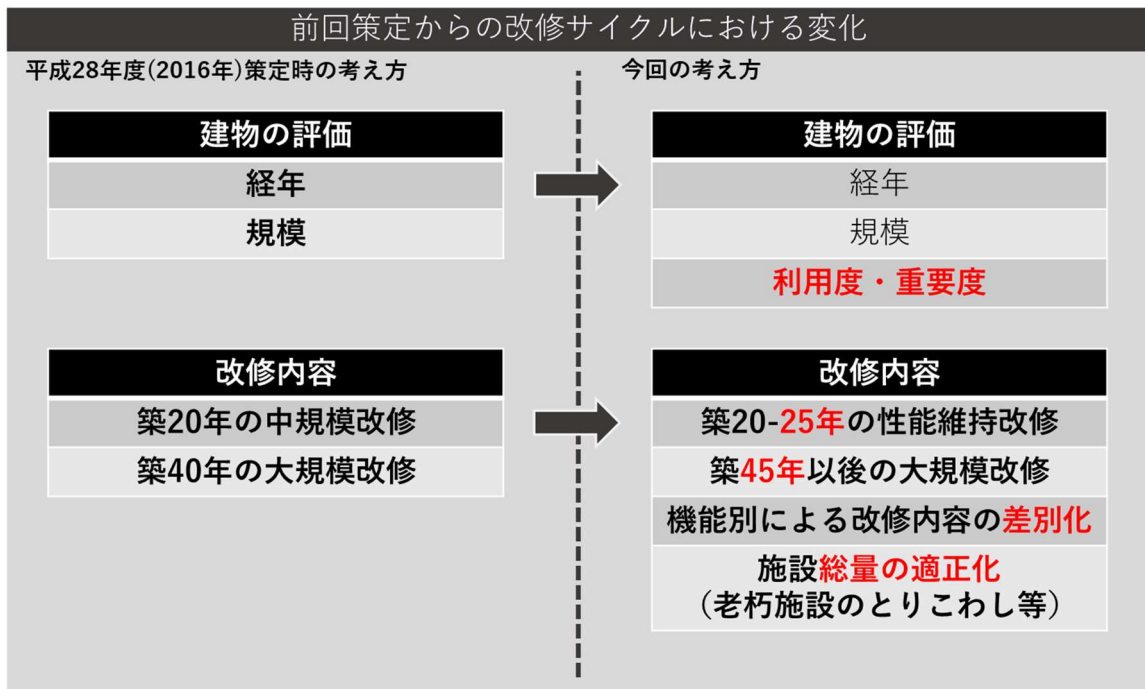 前回策定からの改修サイクルにおける変化
平成28年度(2016年)策定時の考え方
建物の評価
経年
規模
改修内容
築20年の中規模改修
築40年の大規模改修
今回の考え方
建物の評価
経年
規模
利用度・重要度
改修内容
築20-25年の性能維持改修
築45年以後の大規模改修
機能別による改修内容の差別化
施設総量の適正化
（老朽施設のとりこわし等）